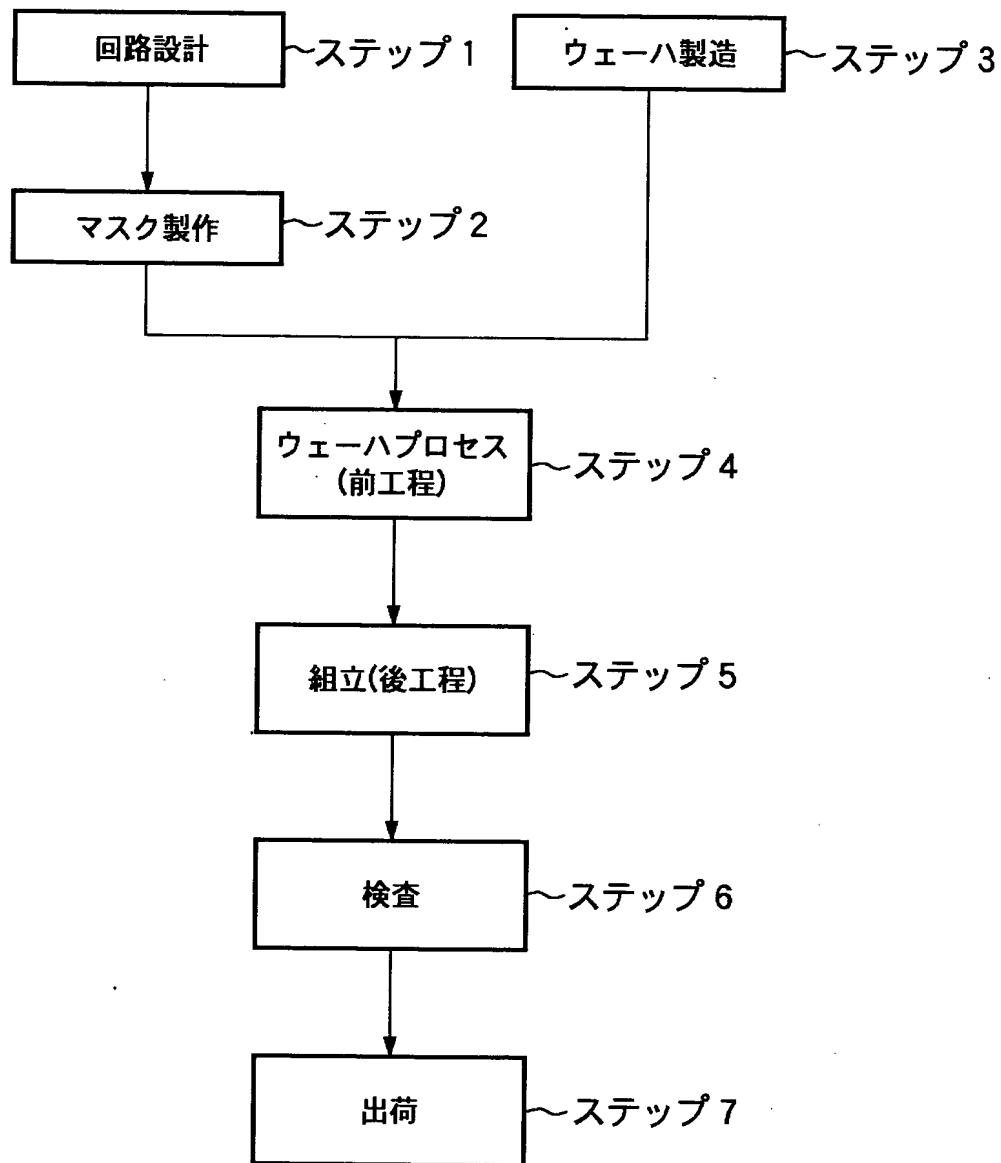 回路設計
ステップ 1
ウェーハ製造
ステップ 3
マスク製作
ステップ 2
ウェーハプロセス
(前工程)
ステップ 4
組立(後工程)
ステップ 5
検査
ステップ 6
出荷
ステップ 7